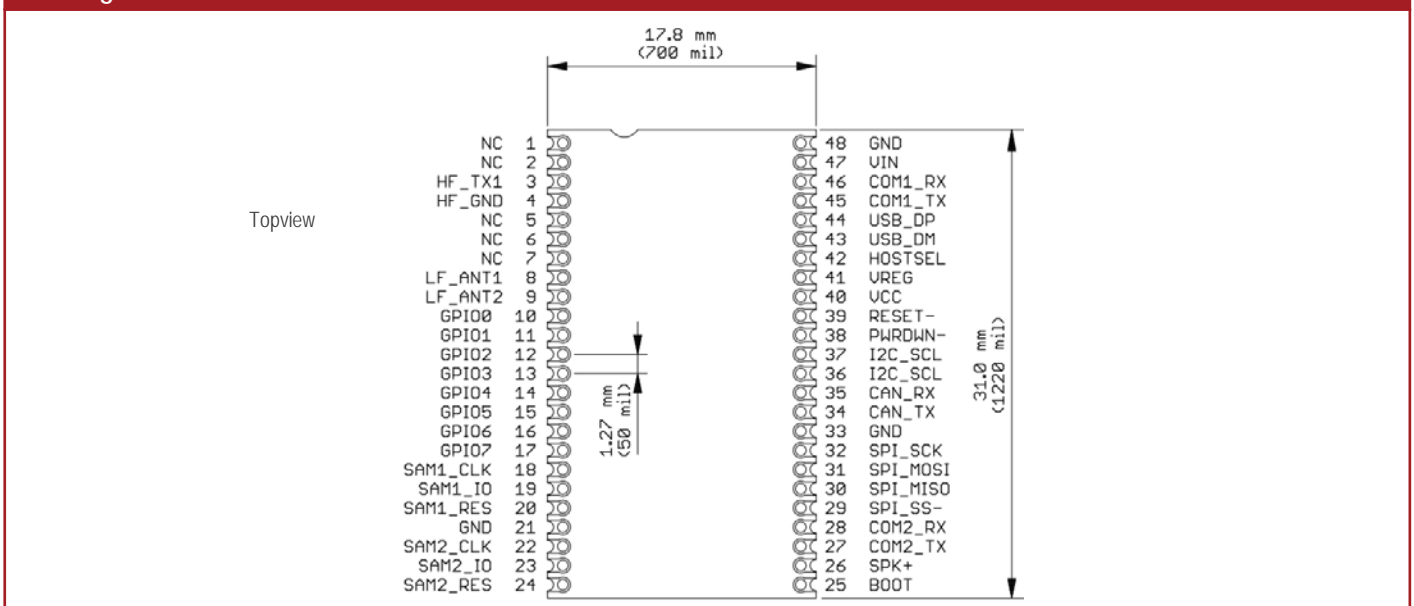 17.8 mm
(700 mil)
Topview
NC 1
NC 2
HF_TX1 3
HF_GND 4
NC 5
NC 6
NC 7
LF_ANT1 8
LF_ANT2 9
GPIO0 10
GPIO1 11
GPIO2 12
GPIO3 13
GPIO4 14
GPIO5 15
GPIO6 16
GPIO7 17
SAM1_CLK 18
SAM1_IO 19
SAM1_RES 20
GND 21
SAM2_CLK 22
SAM2_IO 23
SAM2_RES 24
48 GND
47 VIN
46 COM1_RX
45 COM1_TX
44 USB_DP
43 USB_DM
42 HOSTSEL
41 VREG
40 VCC
39 RESET-
38 PWRDWN-
37 I2C_SCL
36 I2C_SCL
35 CAN_RX
34 CAN_TX
33 GND
32 SPI_SCK
31 SPI_MOSI
30 SPI_MISO
29 SPI_SS-
28 COM2_RX
27 COM2_TX
26 SPK+
25 BOOT
1.27 mm
(50 mil)
31.0 mm
(1220 mil)